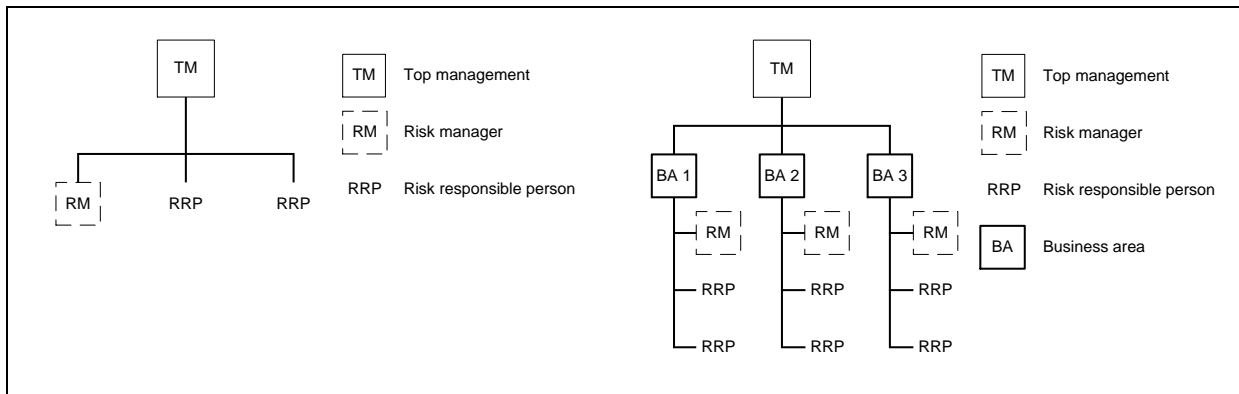 TM
RM
RRP
RRP
TM Top management
RM Risk manager
RRP Risk responsible person
TM
BA 1
BA 2
BA 3
RM
RM
RM
RRP
RRP
RRP
RRP
RRP
RRP
TM Top management
RM Risk manager
RRP Risk responsible person
BA Business area